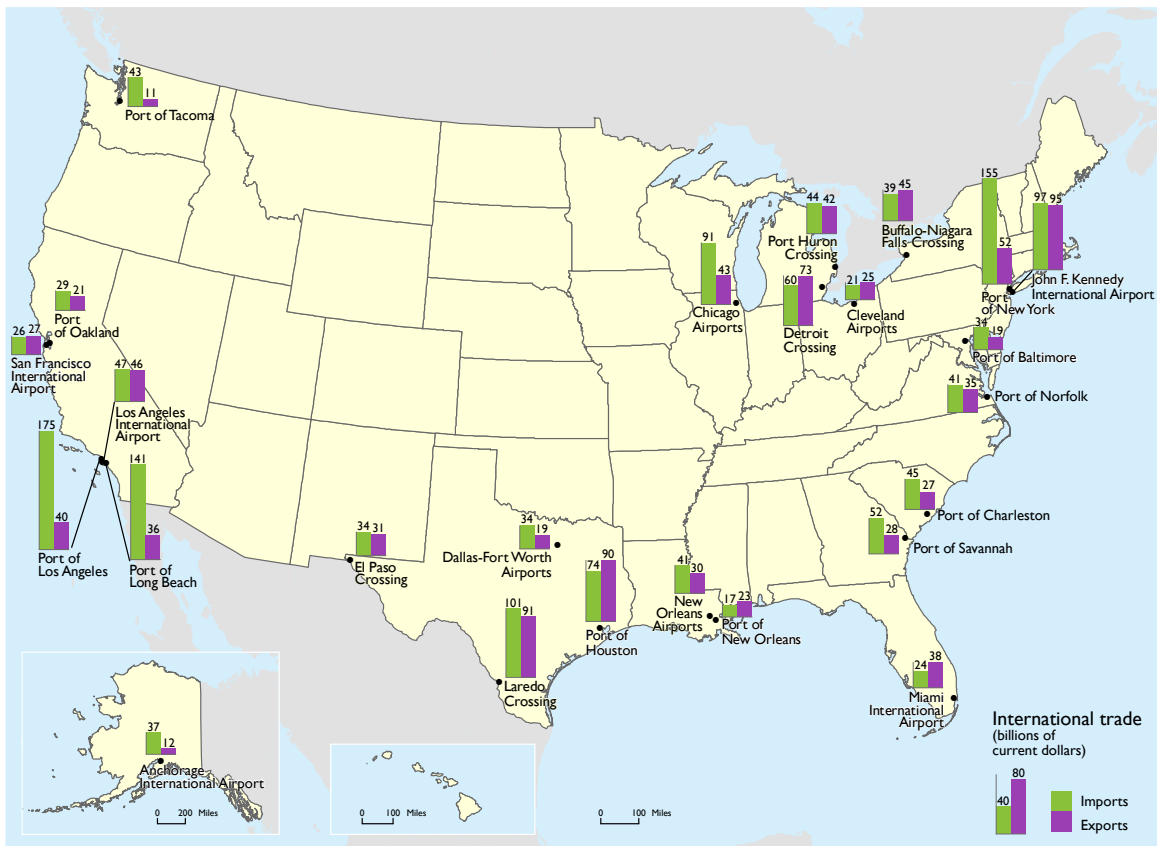 43
11
Port of Tacoma
29
21
Port
of Oakland
26
27
San Francisco
International
Airport
47
46
Los Angeles
International
Airport
175
40
Port of
Los Angeles
141
36
Port of
Long Beach
34
31
El Paso
Crossing
34
19
Dallas-Fort Worth
Airports
101
91
Laredo
Crossing
74
90
Port of
Houston
41
30
New
Orleans
Airports
17
23
Port of
New Orleans
91
43
Chicago
Airports
44
42
Port Huron
Crossing
60
73
Detroit
Crossing
21
25
Cleveland
Airports
39
45
Buffalo-Niagara
Falls Crossing
155
52
Port
of New York
97
95
John F. Kennedy
International Airport
34
19
Port of Baltimore
41
35
Port of Norfolk
45
27
Port of Charleston
52
28
Port of Savannah
24
38
Miami
International
Airport
37
12
Anchorage
International Airport
0 200 Miles
0 100 Miles
0 100 Miles
International trade
(billions of
current dollars)
80
40
Imports
Exports